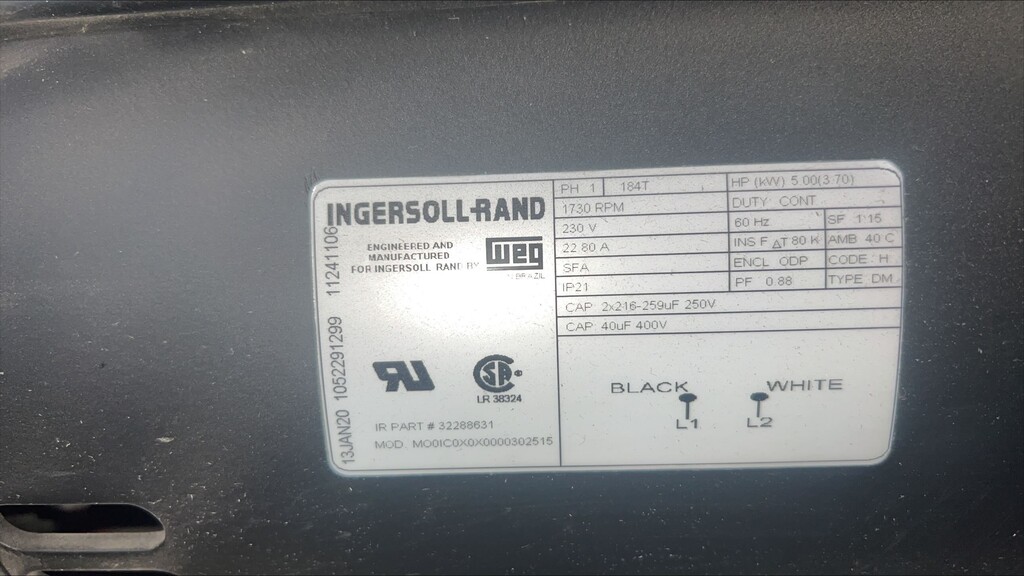 INGERSOLL-RAND
ENGINEERED AND
MANUFACTURED
FOR INGERSOLL RAND BY
WEG
IN BRAZIL
13JAN20 1052291299 11241106
LR 38324
IR PART # 32288631
MOD. MO0IC0X0X0000302515
PH 1 184T HP (kW) 5.00(3.70)
1730 RPM DUTY CONT
230 V 60 Hz SF 1.15
22.80 A INS F ΔT 80 K AMB 40 C
SFA ENCL ODP CODE H
IP21 PF 0.88 TYPE DM
CAP 2x216-259uF 250V
CAP 40uF 400V
BLACK WHITE
L1 L2